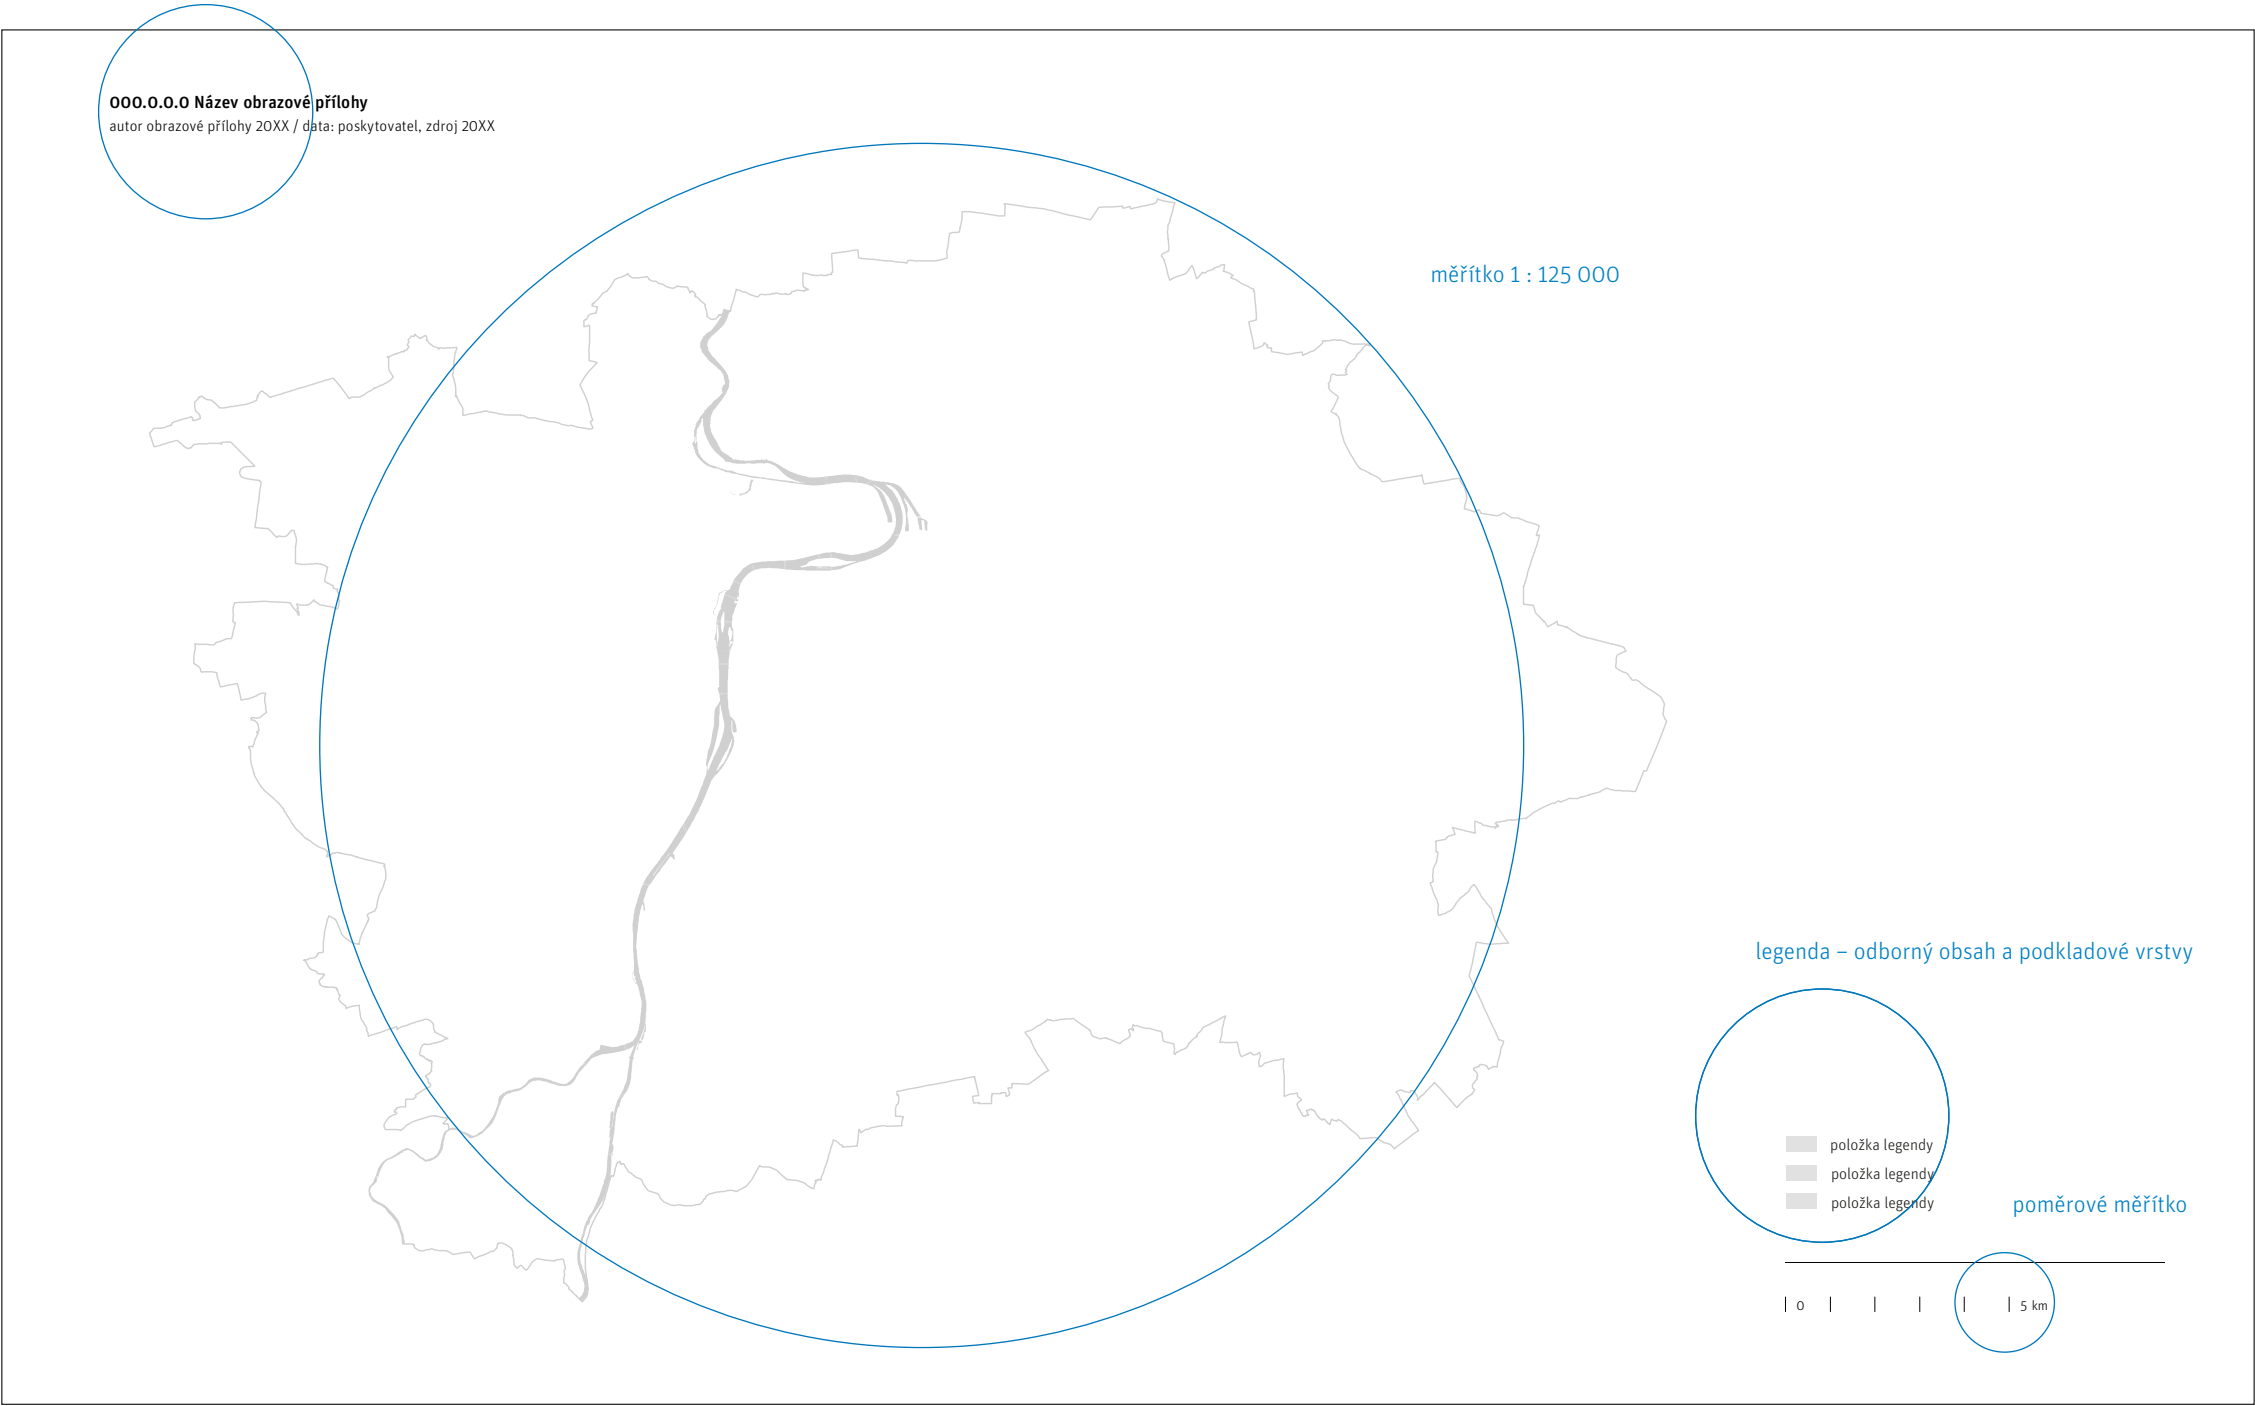 000.0.0.0 Název obrazové přílohy
autor obrazové přílohy 20XX / data: poskytovatel, zdroj 20XX
měřítko 1 : 125 000
legenda – odborný obsah a podkladové vrstvy
položka legendy
položka legendy
položka legendy
poměrové měřítko
0 5 km